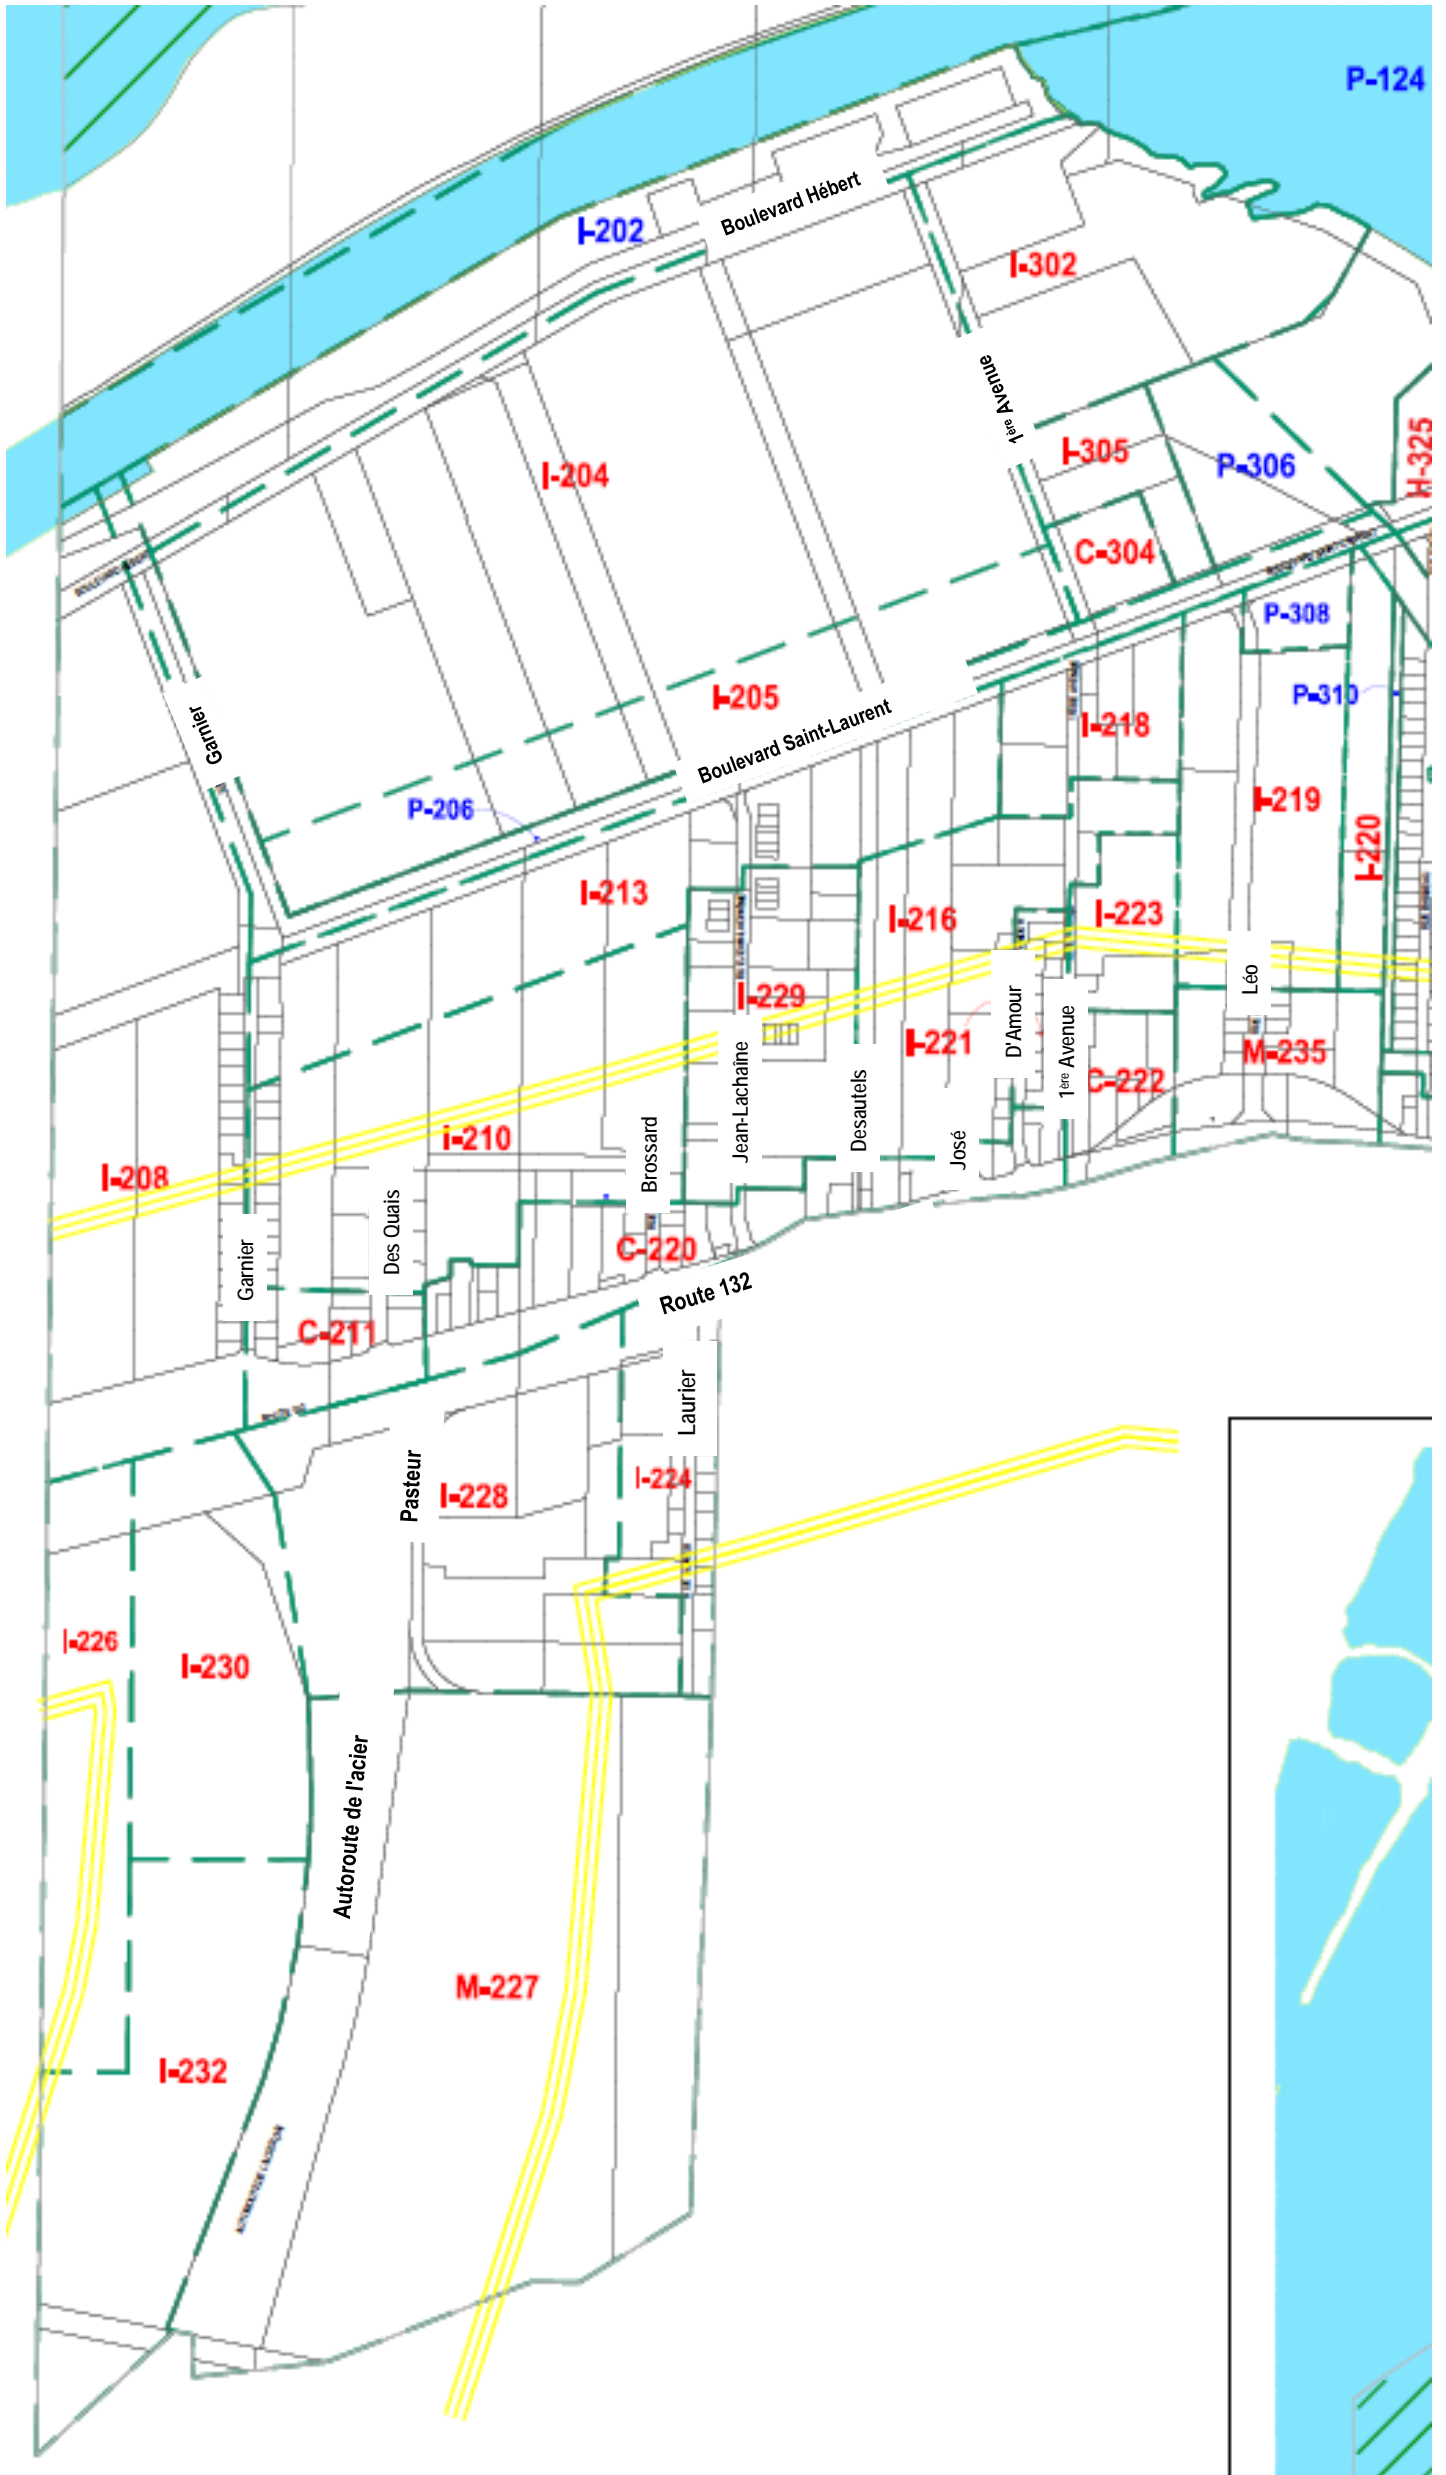 P-124
Boulevard Hébert
I-202
I-302
1ère Avenue
I-305
P-306
H-325
I-204
C-304
P-308
P-310
I-205
Garnier
Boulevard Saint-Laurent
I-218
P-206
I-219
I-220
I-213
I-216
I-223
I-229
Léo
D'Amour
1ère Avenue
I-221
M-235
C-222
Jean-Lachaîne
Desautels
José
I-210
Brossard
I-208
Des Quais
Garnier
C-220
Route 132
C-211
Laurier
Pasteur
I-224
I-228
I-226
I-230
Autoroute de l'acier
M-227
I-232